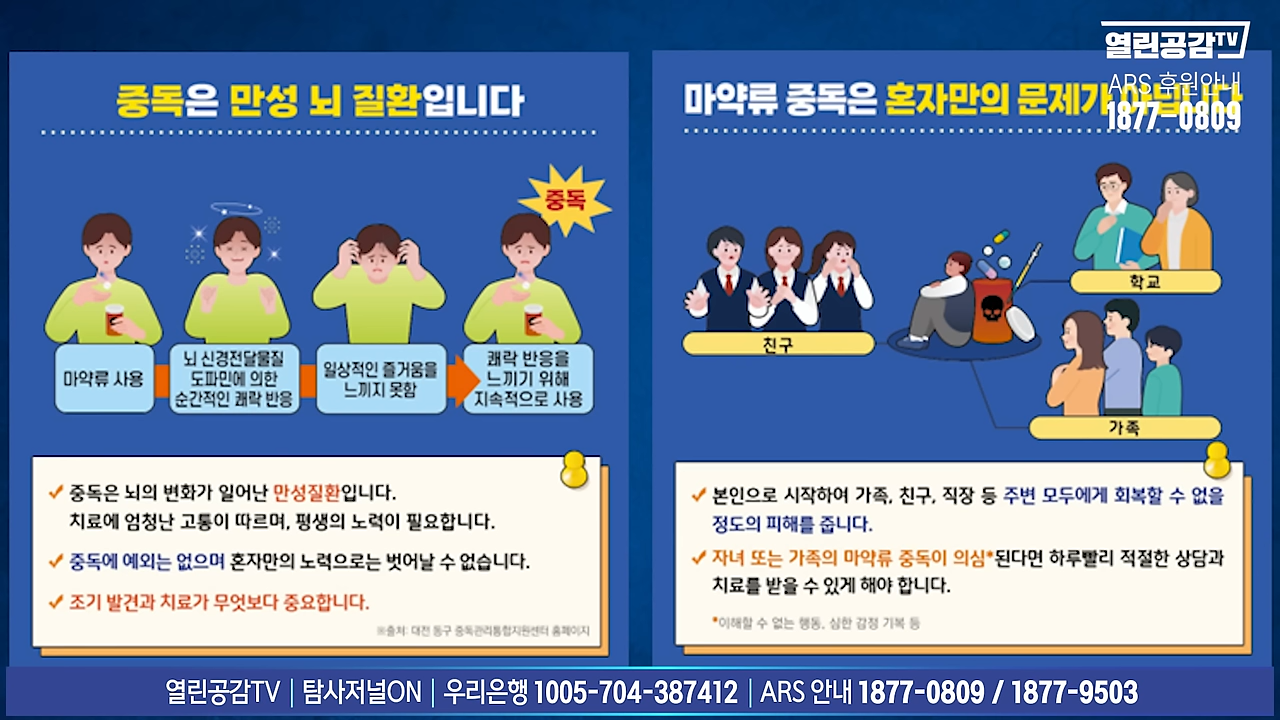 열린공감TV
ARS 후원안내
1877-0809
중독은 만성 뇌 질환입니다
중독
마약류 사용
뇌 신경전달물질
도파민에 의한
순간적인 쾌락 반응
일상적인 즐거움을
느끼지 못함
쾌락 반응을
느끼기 위해
지속적으로 사용
✓ 중독은 뇌의 변화가 일어난 만성질환입니다.
치료에 엄청난 고통이 따르며, 평생의 노력이 필요합니다.
✓ 중독에 예외는 없으며 혼자만의 노력으로는 벗어날 수 없습니다.
✓ 조기 발견과 치료가 무엇보다 중요합니다.
※출처: 대전 동구 중독관리통합지원센터 홈페이지
마약류 중독은 혼자만의 문제가
친구
학교
가족
✓ 본인으로 시작하여 가족, 친구, 직장 등 주변 모두에게 회복할 수 없을
정도의 피해를 줍니다.
✓ 자녀 또는 가족의 마약류 중독이 의심*된다면 하루빨리 적절한 상담과
치료를 받을 수 있게 해야 합니다.
*이해할 수 없는 행동, 심한 감정 기복 등
열린공감TV | 탐사저널ON | 우리은행 1005-704-387412 | ARS 안내 1877-0809 / 1877-9503